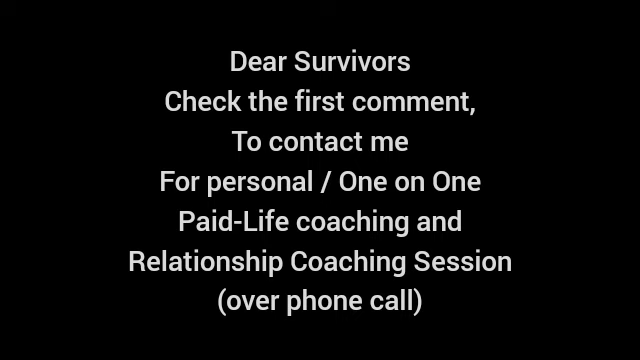 Dear Survivors
Check the first comment,
To contact me
For personal / One on One
Paid-Life coaching and
Relationship Coaching Session
(over phone call)